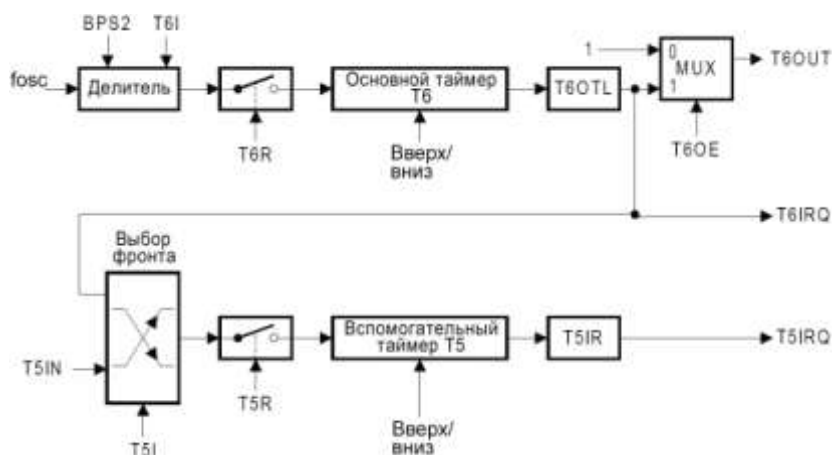 BPS2 T6I
fosc
Делитель
T6R
Основной таймер
T6
Вверх/
вниз
T6OTL
1
0
MUX
1
T6OUT
T6OE
T6IRQ
Выбор
фронта
T5IN
T5I
T5R
Вспомогательный
таймер T5
Вверх/
вниз
T5IR
T5IRQ